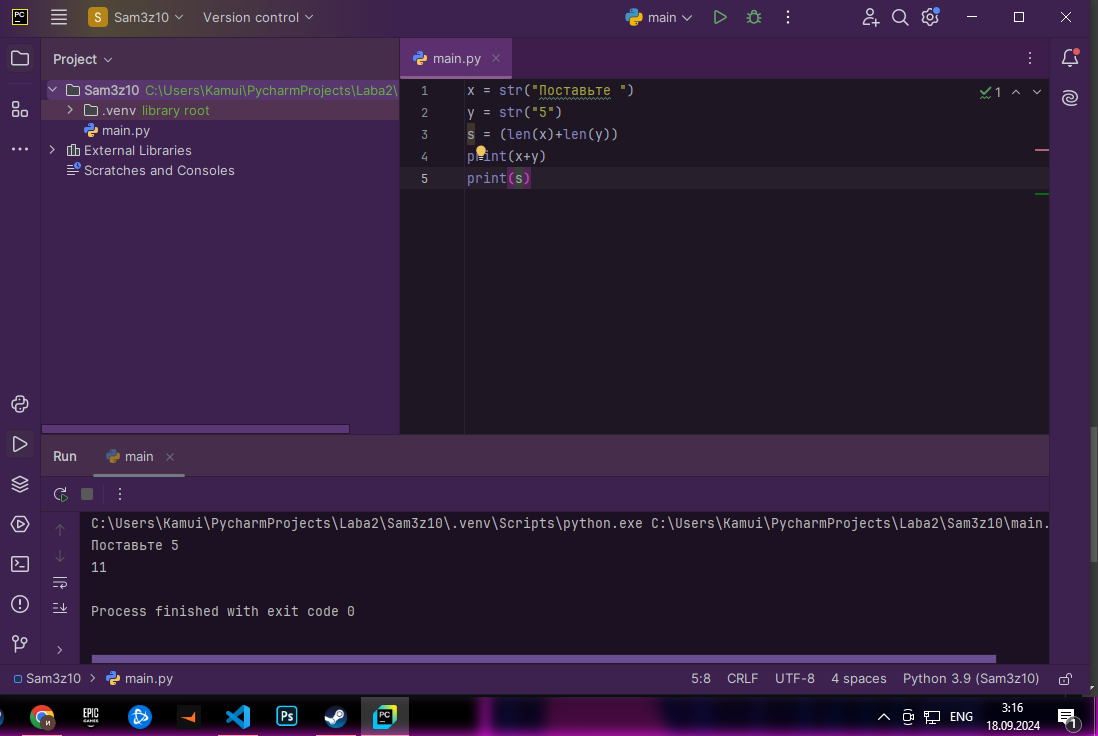 PC
S Sam3z10
Version control
main
Project
main.py
Sam3z10 C:\Users\Kamui\PycharmProjects\Laba2\
.venv library root
main.py
External Libraries
Scratches and Consoles
1 x = str("Поставьте ")
2 y = str("5")
3 s = (len(x)+len(y))
4 print(x+y)
5 print(s)
1
Run
main
C:\Users\Kamui\PycharmProjects\Laba2\Sam3z10\.venv\Scripts\python.exe C:\Users\Kamui\PycharmProjects\Laba2\Sam3z10\main.
Поставьте 5
11
Process finished with exit code 0
Sam3z10 > main.py
5:8 CRLF UTF-8 4 spaces Python 3.9 (Sam3z10)
EPIC
GAMES
Ps
PC
ENG
3:16
18.09.2024
1